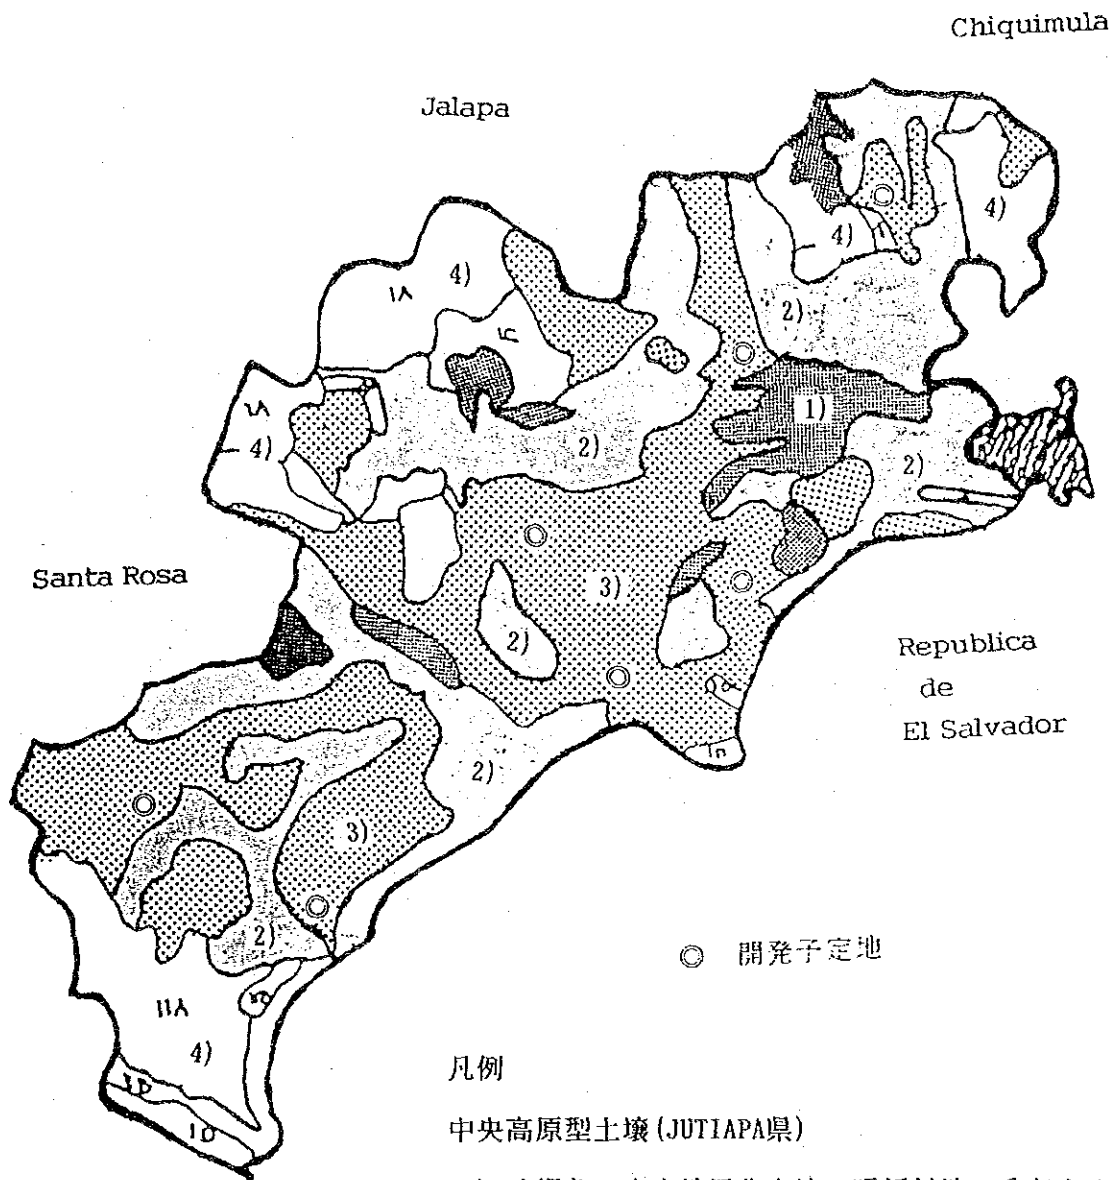 Chiquimula
Jalapa
4)
4)
4)
2)
1)
2)
4)
2)
Santa Rosa
3)
2)
Republica
de
El Salvador
2)
3)
2)
◎ 開発予定地
4)
凡例
中央高原型土壌(JUTIAPA県)